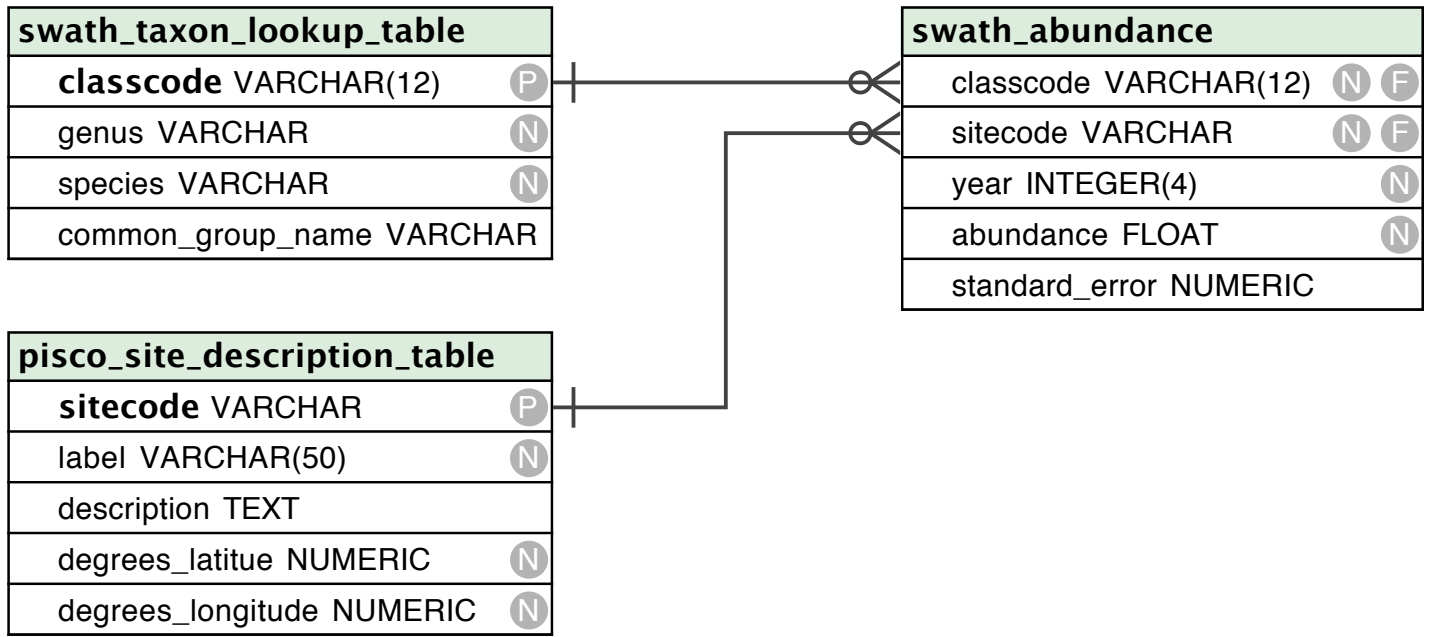 swath_taxon_lookup_table
classcode VARCHAR(12) P
genus VARCHAR N
species VARCHAR N
common_group_name VARCHAR
pisco_site_description_table
sitecode VARCHAR P
label VARCHAR(50) N
description TEXT
degrees_latitue NUMERIC N
degrees_longitude NUMERIC N
swath_abundance
classcode VARCHAR(12) N F
sitecode VARCHAR N F
year INTEGER(4) N
abundance FLOAT N
standard_error NUMERIC